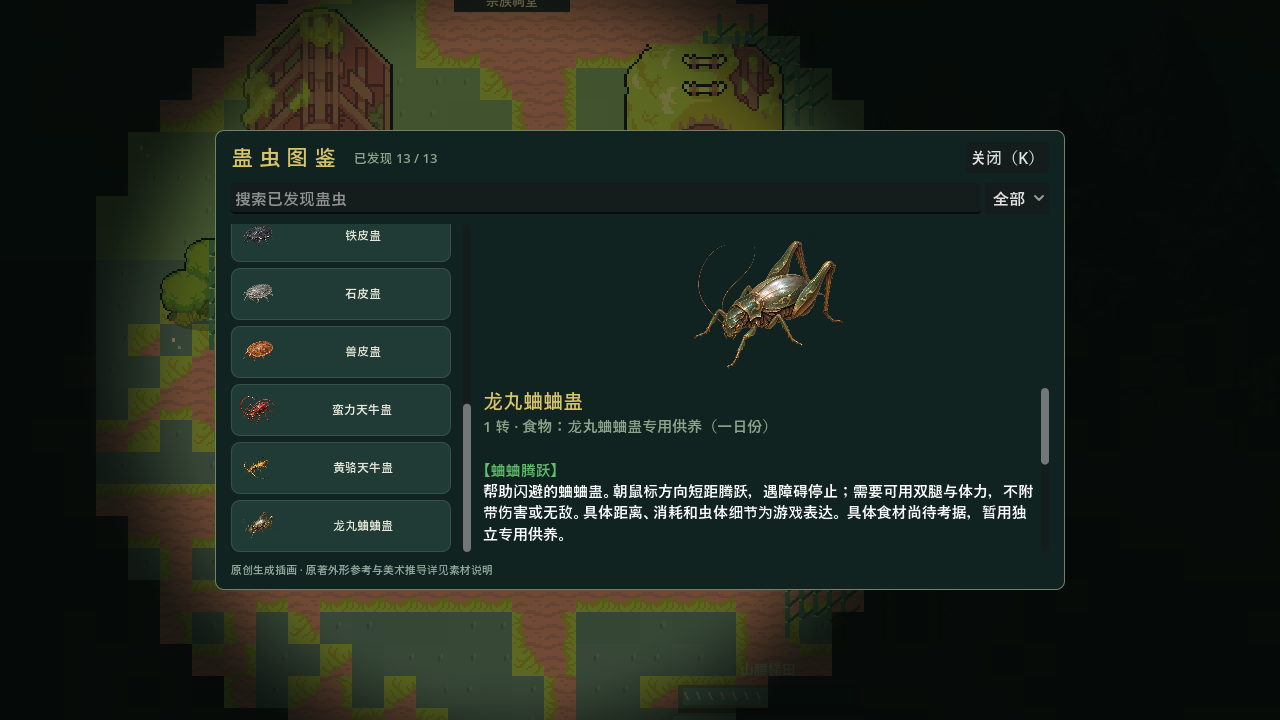 宗族祠堂
蛊虫图鉴
已发现 13 / 13
关闭（K）
搜索已发现蛊虫
全部
铁皮蛊
石皮蛊
兽皮蛊
蛮力天牛蛊
黄骆天牛蛊
龙丸蛐蛐蛊
龙丸蛐蛐蛊
1 转 · 食物：龙丸蛐蛐蛊专用供养（一日份）
【蛐蛐腾跃】
帮助闪避的蛐蛐蛊。朝鼠标方向短距腾跃，遇障碍停止；需要可用双腿与体力，不附
带伤害或无敌。具体距离、消耗和虫体细节为游戏表达。具体食材尚待考据，暂用独
立专用供养。
原创生成插画 · 原著外形参考与美术推导详见素材说明